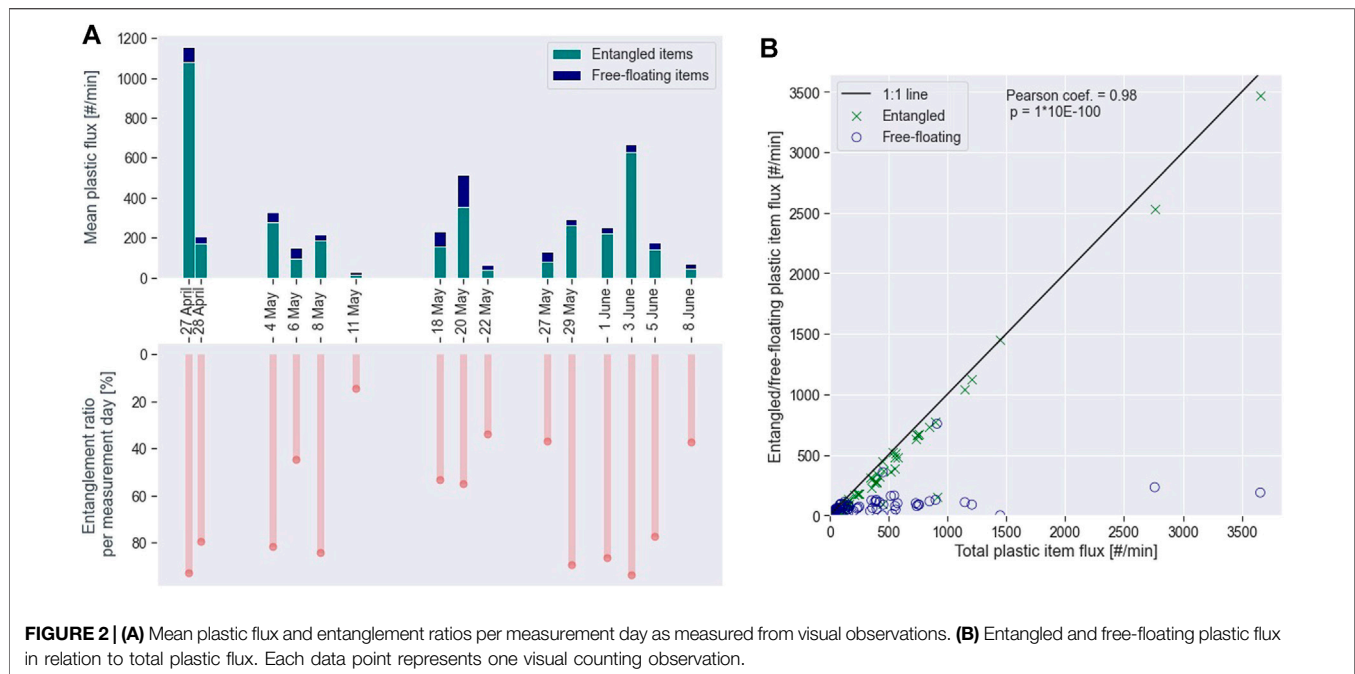 A
Mean plastic flux [#/min]
1200
1000
800
600
400
200
0
Entangled items
Free-floating items
27 April
28 April
4 May
6 May
8 May
11 May
18 May
20 May
22 May
27 May
29 May
1 June
3 June
5 June
8 June
Entanglement ratio
per measurement day [%]
0
20
40
60
80
B
Entangled/free-floating plastic item flux [#/min]
3500
3000
2500
2000
1500
1000
500
0
1:1 line
Entangled
Free-floating
Pearson coef. = 0.98
p = 1*10E-100
0 500 1000 1500 2000 2500 3000 3500
Total plastic item flux [#/min]
FIGURE 2 | (A) Mean plastic flux and entanglement ratios per measurement day as measured from visual observations. (B) Entangled and free-floating plastic flux
in relation to total plastic flux. Each data point represents one visual counting observation.